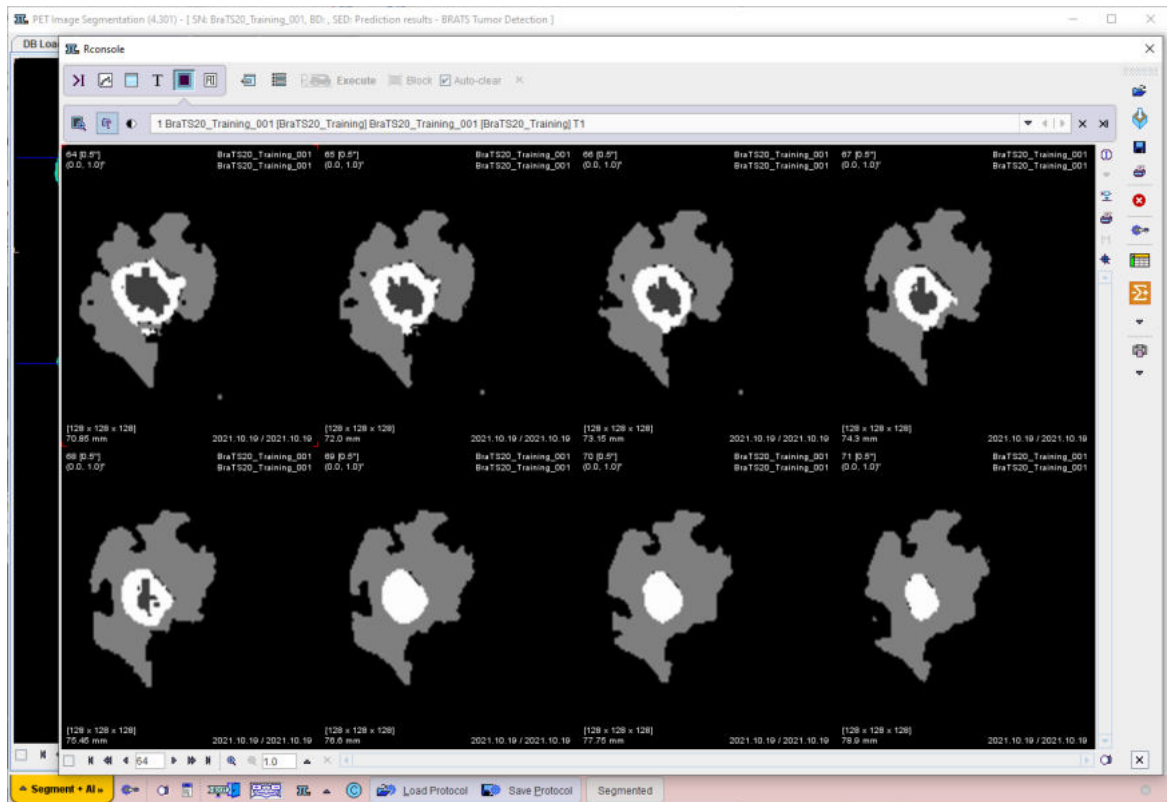 PET Image Segmentation (4.301) - [ SN: BraTS20_Training_001, BD: , SED: Prediction results - BRATS Tumor Detection ]
DB Loa
Rconsole
T
Execute
Block
Auto-clear
1 BraTS20_Training_001 [BraTS20_Training] BraTS20_Training_001 [BraTS20_Training] T1
64 [0.5"] BraTS20_Training_001 65 [0.5"] BraTS20_Training_001 66 [0.5"] BraTS20_Training_001 67 [0.5"] BraTS20_Training_001
(0.0, 1.0)" BraTS20_Training_001 (0.0, 1.0)" BraTS20_Training_001 (0.0, 1.0)" BraTS20_Training_001 (0.0, 1.0)" BraTS20_Training_001
[128 x 128 x 128] [128 x 128 x 128] [128 x 128 x 128] [128 x 128 x 128]
70.85 mm 2021.10.19 / 2021.10.19 72.0 mm 2021.10.19 / 2021.10.19 73.15 mm 2021.10.19 / 2021.10.19 74.3 mm 2021.10.19 / 2021.10.19
68 [0.5"] BraTS20_Training_001 69 [0.5"] BraTS20_Training_001 70 [0.5"] BraTS20_Training_001 71 [0.5"] BraTS20_Training_001
(0.0, 1.0)" BraTS20_Training_001 (0.0, 1.0)" BraTS20_Training_001 (0.0, 1.0)" BraTS20_Training_001 (0.0, 1.0)" BraTS20_Training_001
[128 x 128 x 128] [128 x 128 x 128] [128 x 128 x 128] [128 x 128 x 128]
75.45 mm 2021.10.19 / 2021.10.19 76.6 mm 2021.10.19 / 2021.10.19 77.75 mm 2021.10.19 / 2021.10.19 78.9 mm 2021.10.19 / 2021.10.19
64 1.0
Segment + AI Load Protocol Save Protocol Segmented